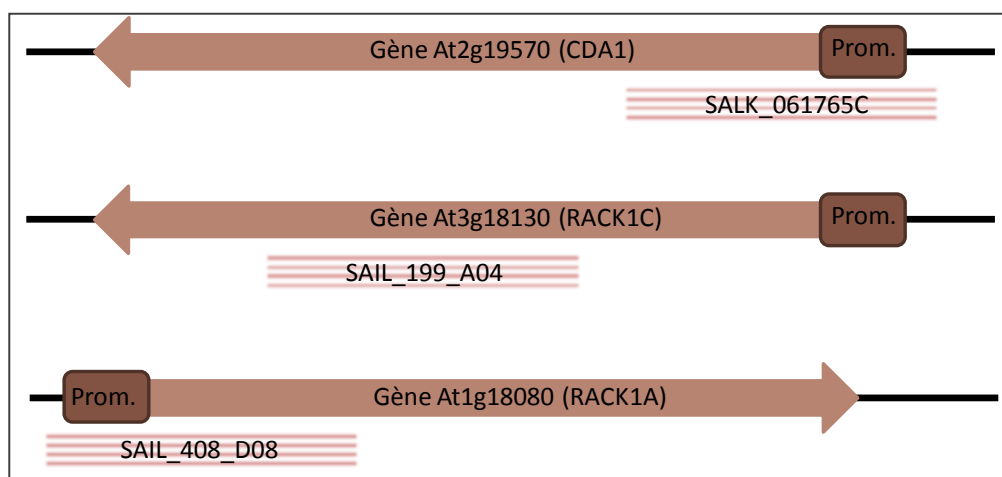 Gène At2g19570 (CDA1) Prom.
SALK_061765C
Gène At3g18130 (RACK1C) Prom.
SAIL_199_A04
Prom. Gène At1g18080 (RACK1A)
SAIL_408_D08